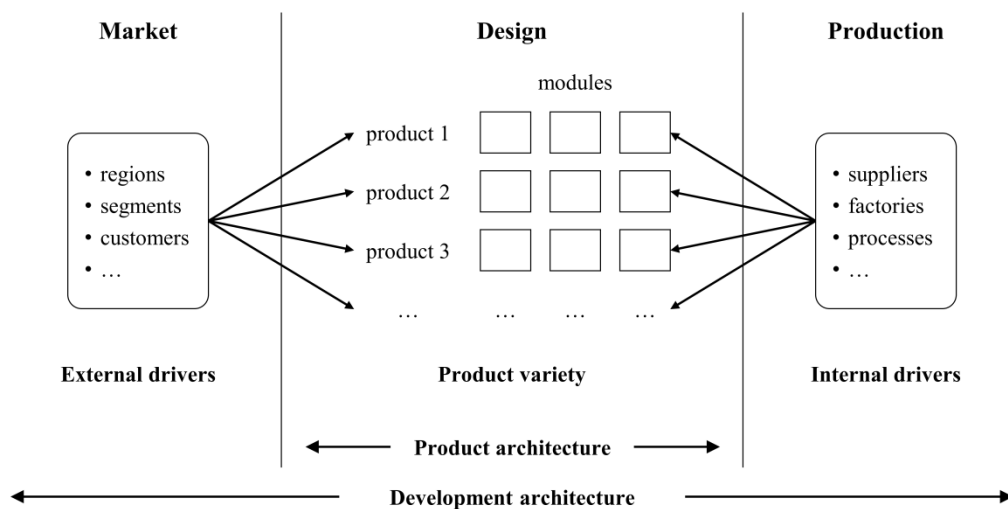 Market
Design
Production
modules
product 1
product 2
product 3
… … … …
• regions
• segments
• customers
• …
• suppliers
• factories
• processes
• …
External drivers
Product variety
Internal drivers
Product architecture
Development architecture